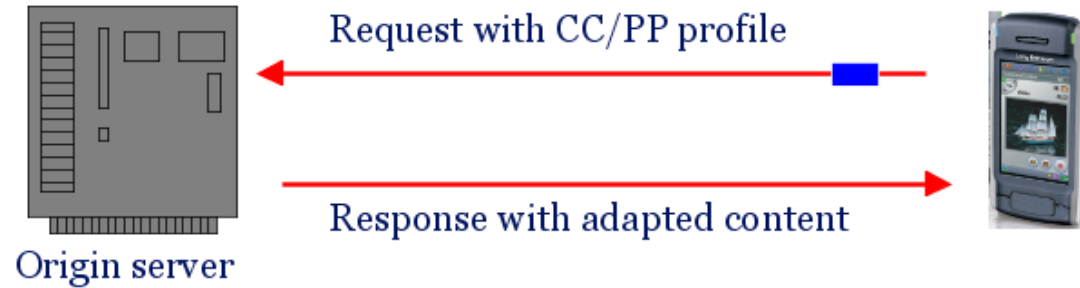 Request with CC/PP profile
Response with adapted content
Origin server